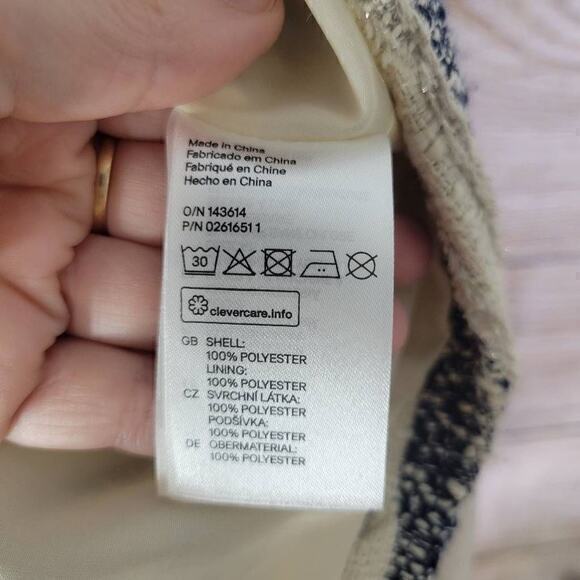 Made in China
Fabricado em China
Fabriqué en Chine
Hecho en China
O/N 143614
P/N 02616511
30
clevercare.info
GB SHELL:
100% POLYESTER
LINING:
100% POLYESTER
CZ SVRCHNÍ LÁTKA:
100% POLYESTER
PODŠÍVKA:
100% POLYESTER
DE OBERMATERIAL:
100% POLYESTER